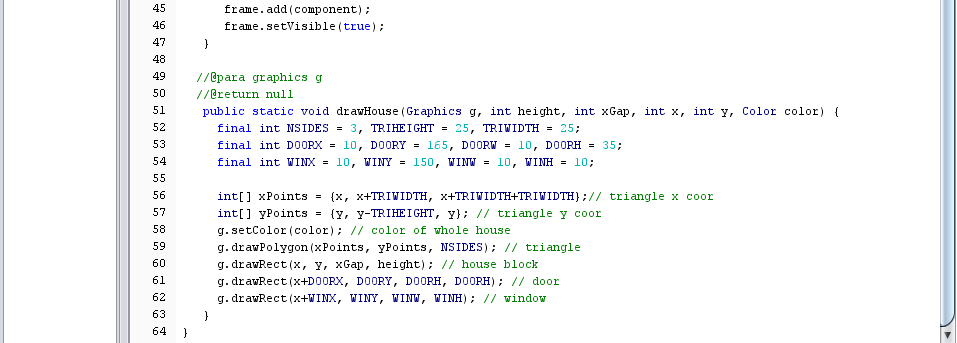 45 frame.add(component);
46 frame.setVisible(true);
47 }
48
49 //@para graphics g
50 //@return null
51 public static void drawHouse(Graphics g, int height, int xGap, int x, int y, Color color) {
52 final int NSIDES = 3, TRIHEIGHT = 25, TRIWIDTH = 25;
53 final int DOORX = 10, DOORY = 165, DOORW = 10, DOORH = 35;
54 final int WINX = 10, WINY = 150, WINW = 10, WINH = 10;
55
56 int[] xPoints = {x, x+TRIWIDTH, x+TRIWIDTH+TRIWIDTH};// triangle x coor
57 int[] yPoints = {y, y-TRIHEIGHT, y}; // triangle y coor
58 g.setColor(color); // color of whole house
59 g.drawPolygon(xPoints, yPoints, NSIDES); // triangle
60 g.drawRect(x, y, xGap, height); // house block
61 g.drawRect(x+DOORX, DOORY, DOORH, DOORH); // door
62 g.drawRect(x+WINX, WINY, WINW, WINH); // window
63 }
64 }